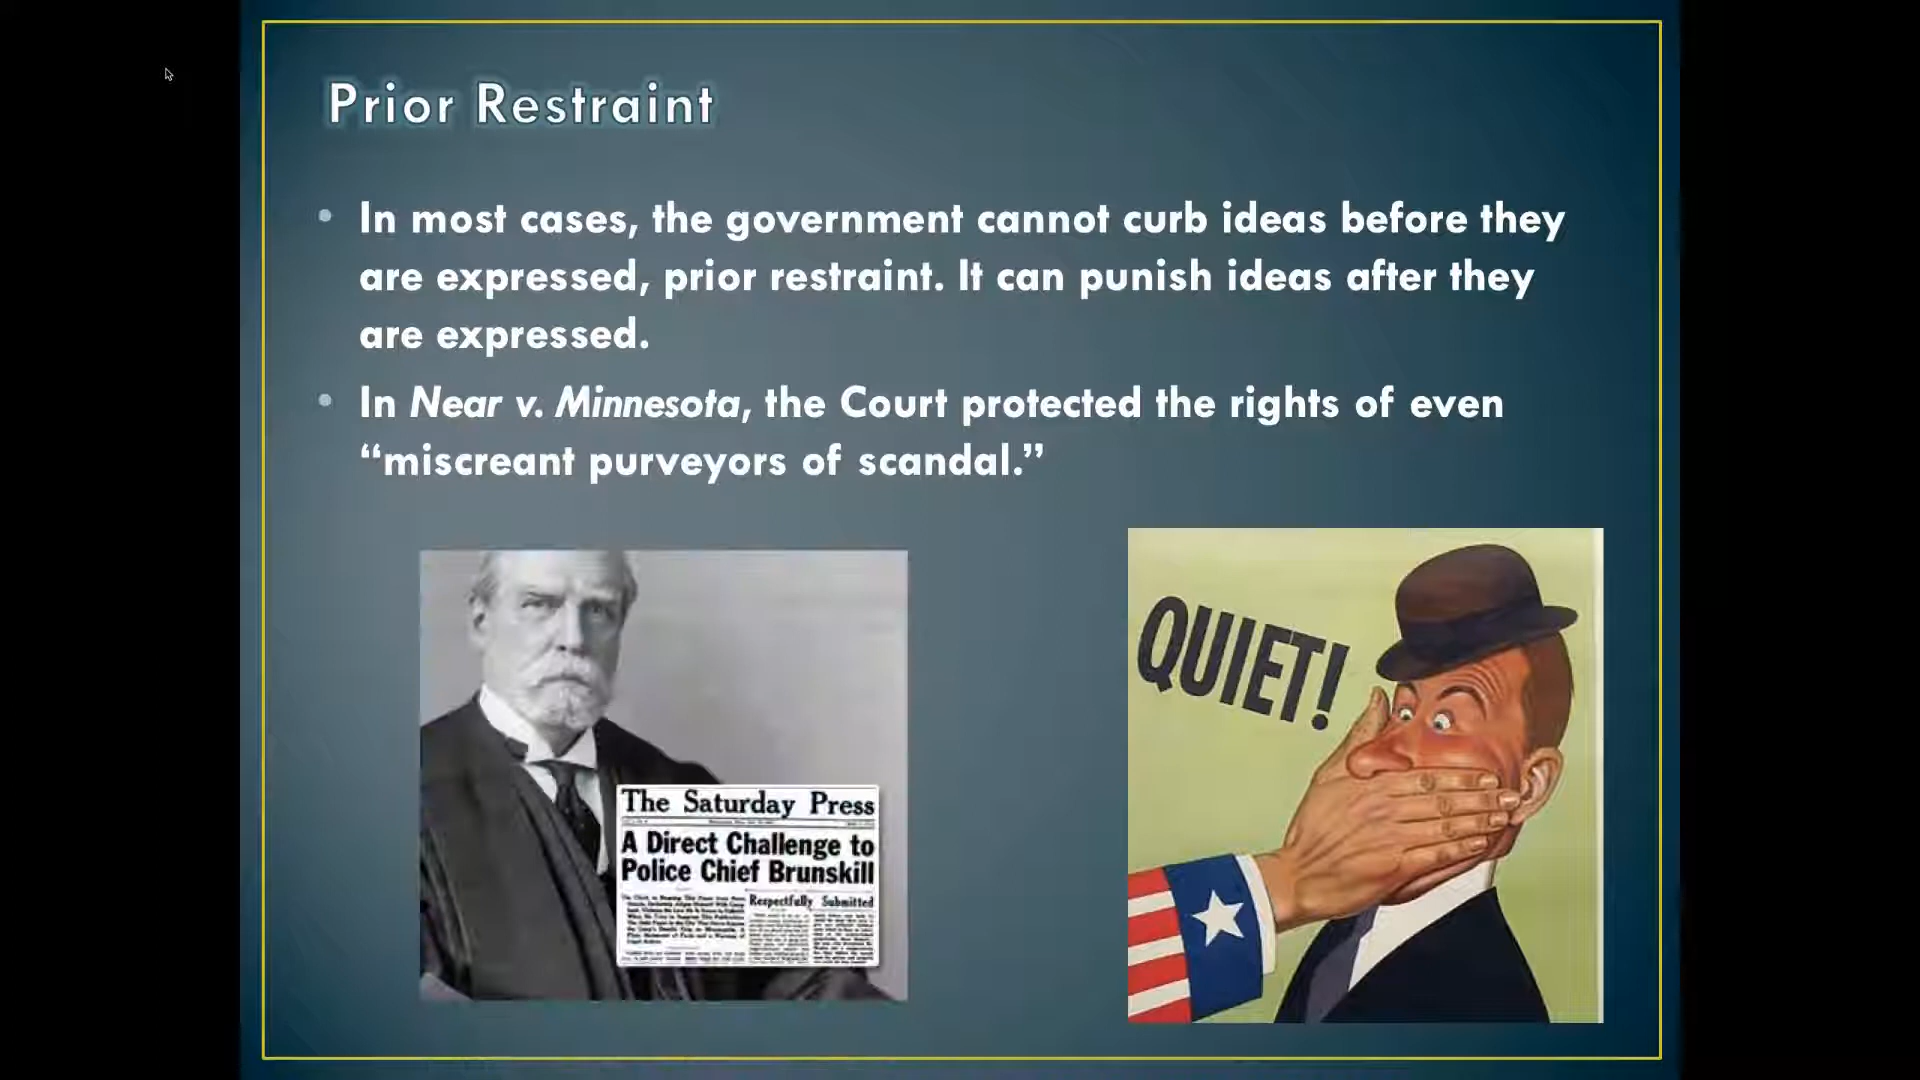 Prior Restraint
In most cases, the government cannot curb ideas before they
are expressed, prior restraint. It can punish ideas after they
are expressed.
In Near v. Minnesota, the Court protected the rights of even
“miscreant purveyors of scandal.”
QUIET!
The Saturday Press
A Direct Challenge to
Police Chief Brunskill
Respectfully Submitted